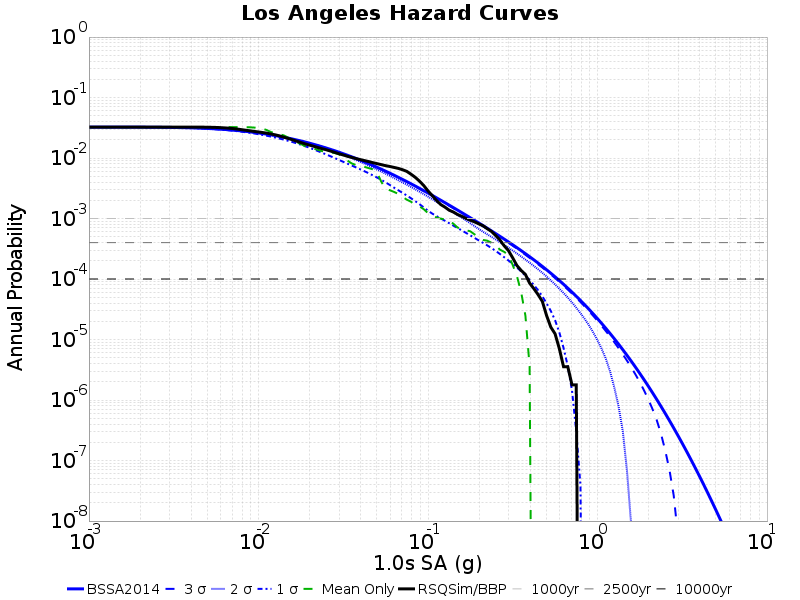 Los Angeles Hazard Curves
Annual Probability
10^0
10^-1
10^-2
10^-3
10^-4
10^-5
10^-6
10^-7
10^-8
10^-3 10^-2 10^-1 10^0 10^1
1.0s SA (g)
BSSA2014 3 σ 2 σ 1 σ Mean Only RSQSim/BBP 1000yr 2500yr 10000yr